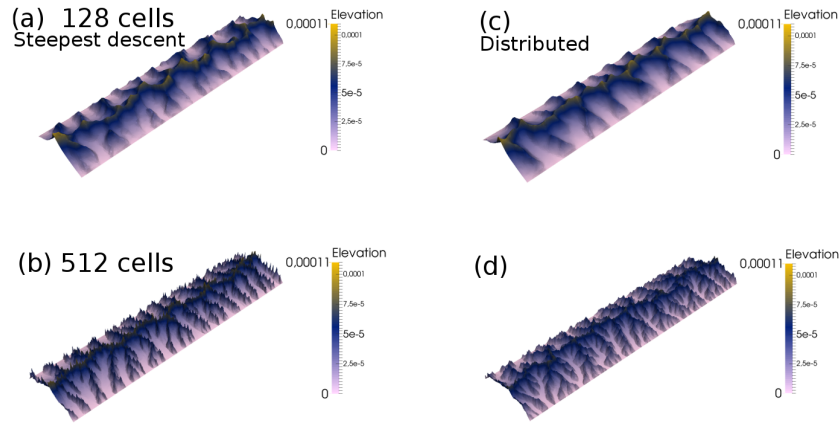 (a) 128 cells
Steepest descent
Elevation
0,00011
0,0001
7,5e-5
5e-5
2,5e-5
0
(c)
Distributed
Elevation
0,00011
0,0001
7,5e-5
5e-5
2,5e-5
0
(b) 512 cells
Elevation
0,00011
0,0001
7,5e-5
5e-5
2,5e-5
0
(d)
Elevation
0,00011
0,0001
7,5e-5
5e-5
2,5e-5
0